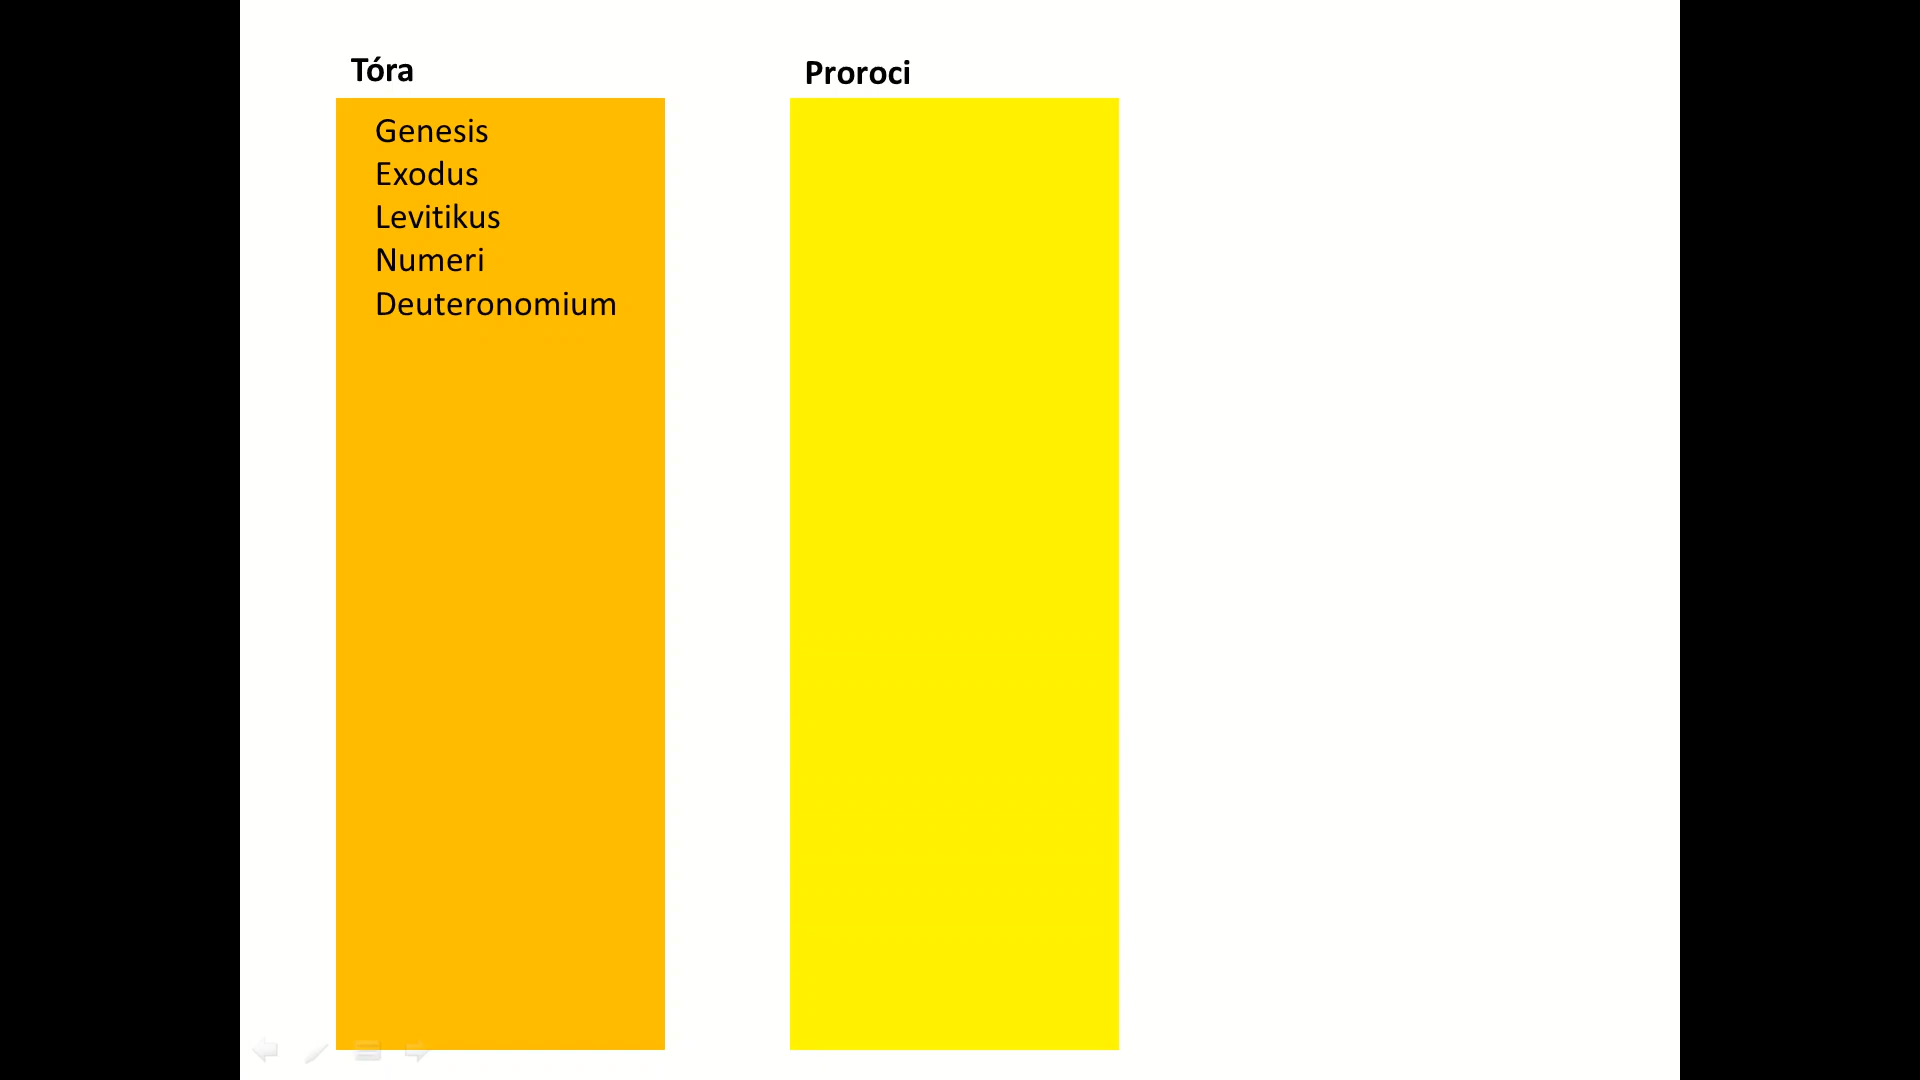 Tóra
Genesis
Exodus
Levitikus
Numeri
Deuteronomium
Proroci